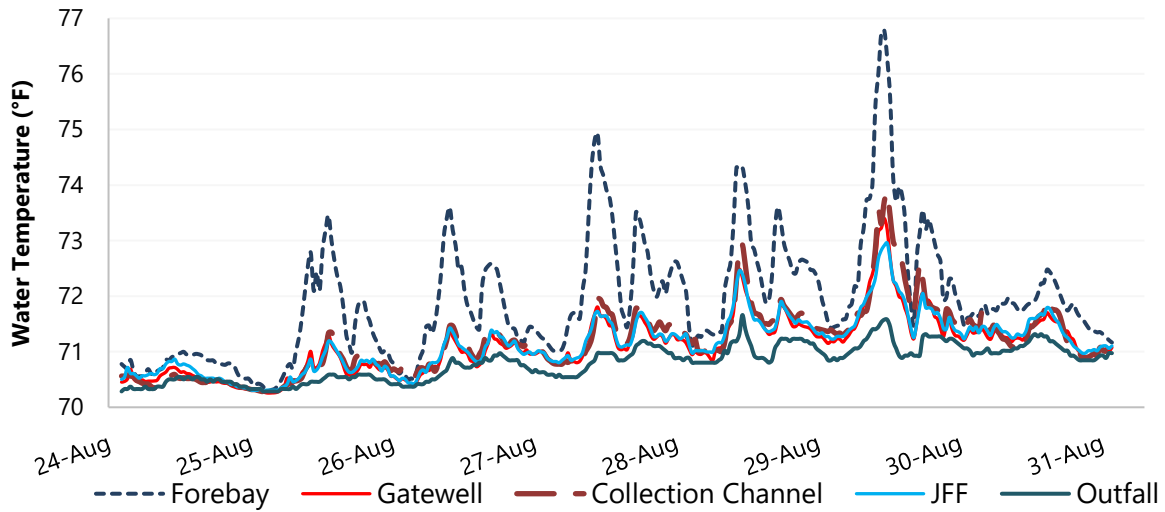 Water Temperature (°F)
77
76
75
74
73
72
71
70
24-Aug 25-Aug 26-Aug 27-Aug 28-Aug 29-Aug 30-Aug 31-Aug
Forebay Gatewell Collection Channel JFF Outfall